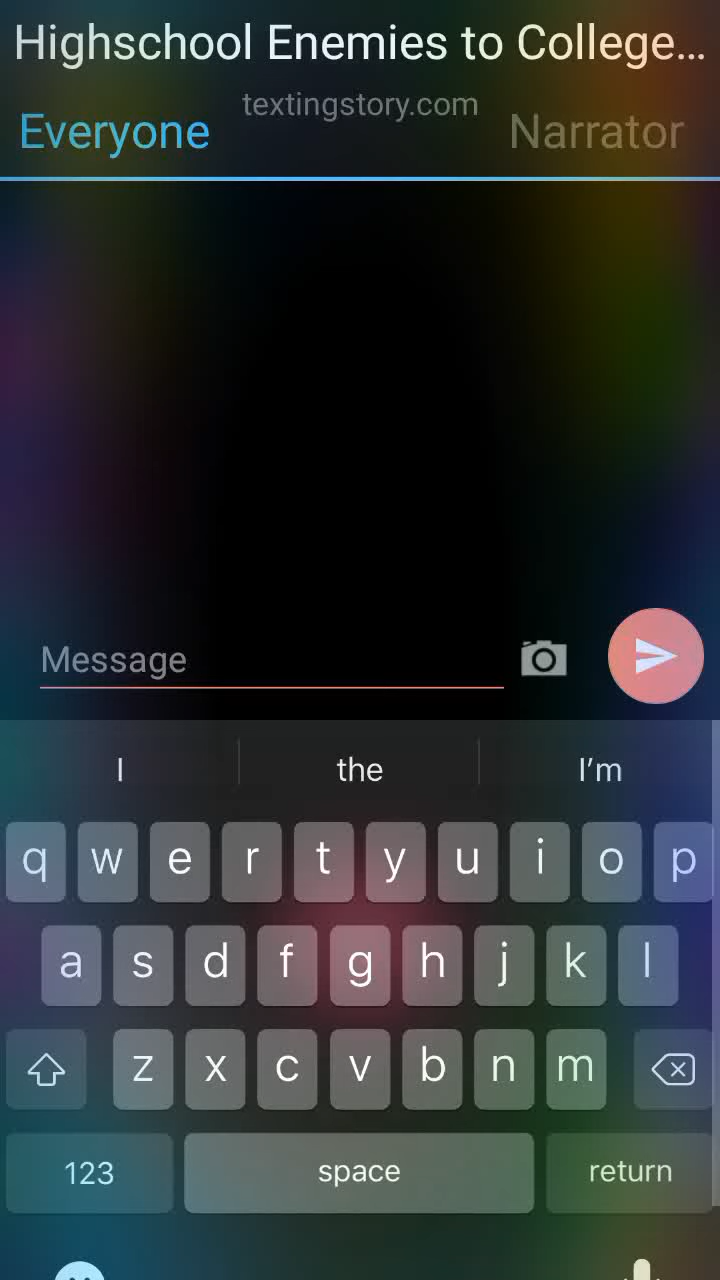 Highschool Enemies to College...
textingstory.com
Everyone
Narrator
Message
I the I'm
q w e r t y u i o p
a s d f g h j k l
z x c v b n m
123 space return